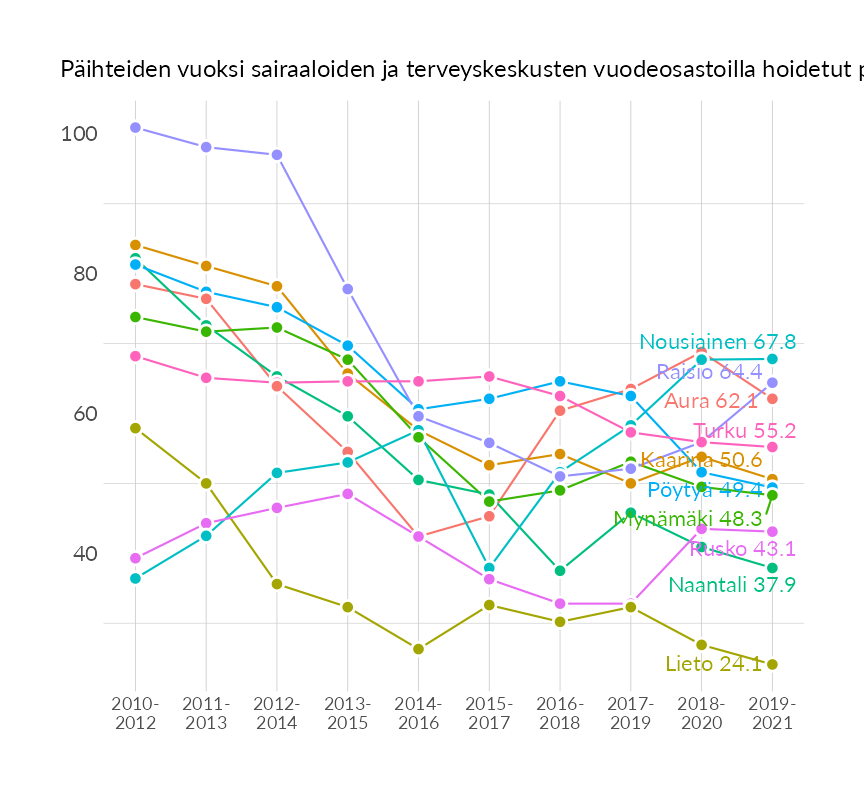 Päihteiden vuoksi sairaaloiden ja terveyskeskusten vuodeosastoilla hoidetut
100
80
60
40
Nousiainen 67.8
Raisio 64.4
Aura 62.1
Turku 55.2
Kaarina 50.6
Pöytyä 49.4
Mynämäki 48.3
Rusko 43.1
Naantali 37.9
Lieto 24.1
2010- 2011- 2012- 2013- 2014- 2015- 2016- 2017- 2018- 2019-
2012 2013 2014 2015 2016 2017 2018 2019 2020 2021